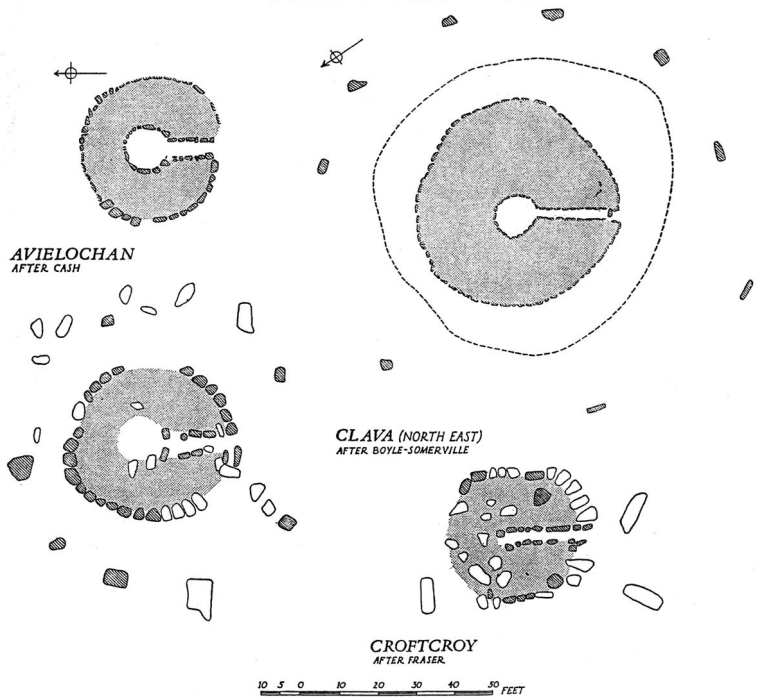 AVIELOCHAN
AFTER CASH
CLAVA (NORTH EAST)
AFTER BOYLE-SOMERVILLE
CROFTCROY
AFTER FRASER
10 5 0 10 20 30 40 50 FEET